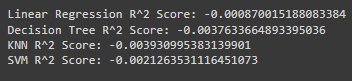 Linear Regression R^2 Score: -0.000870015188083384
Decision Tree R^2 Score: -0.0037633664893395036
KNN R^2 Score: -0.003930995383139901
SVM R^2 Score: -0.0021263531116451073